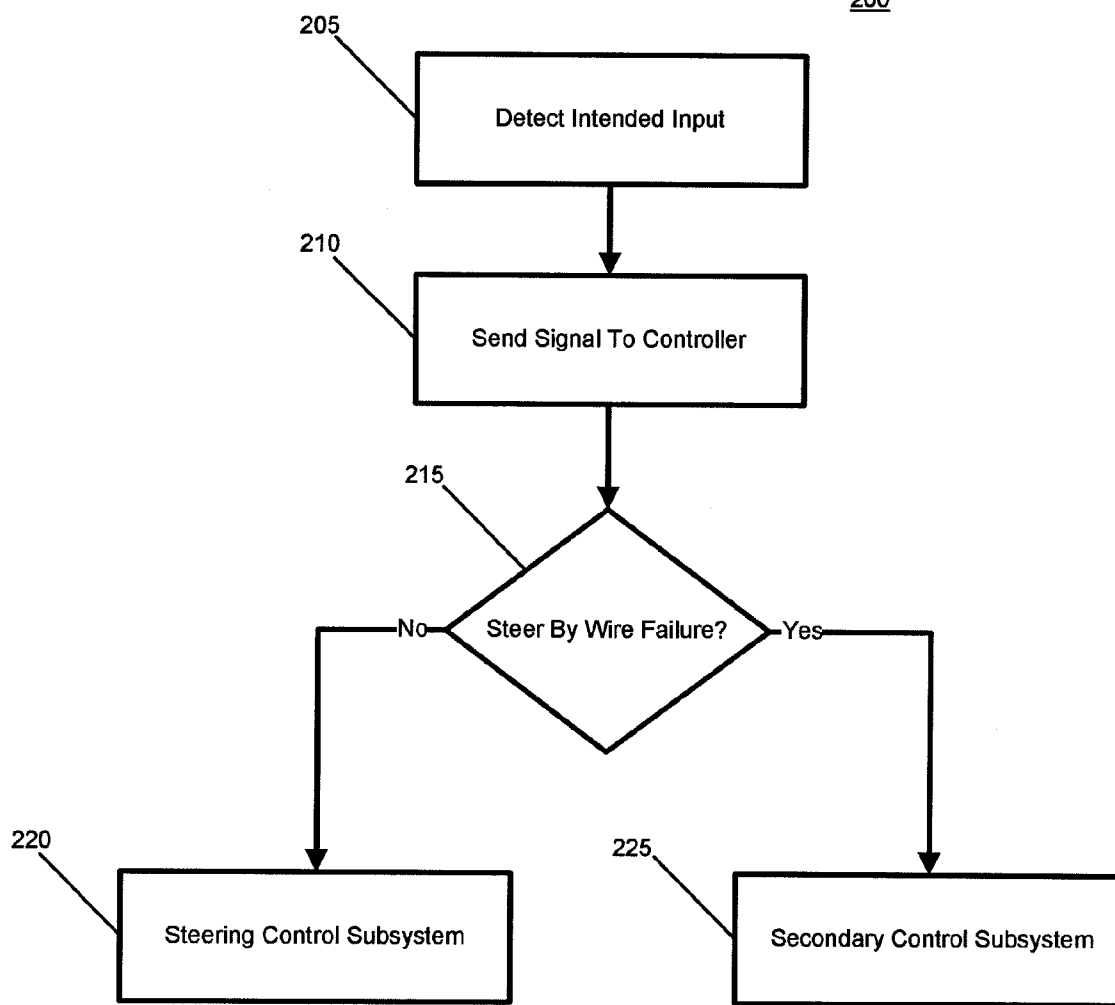 200
205
Detect Intended Input
210
Send Signal To Controller
215
No
Steer By Wire Failure?
Yes
220
Steering Control Subsystem
225
Secondary Control Subsystem